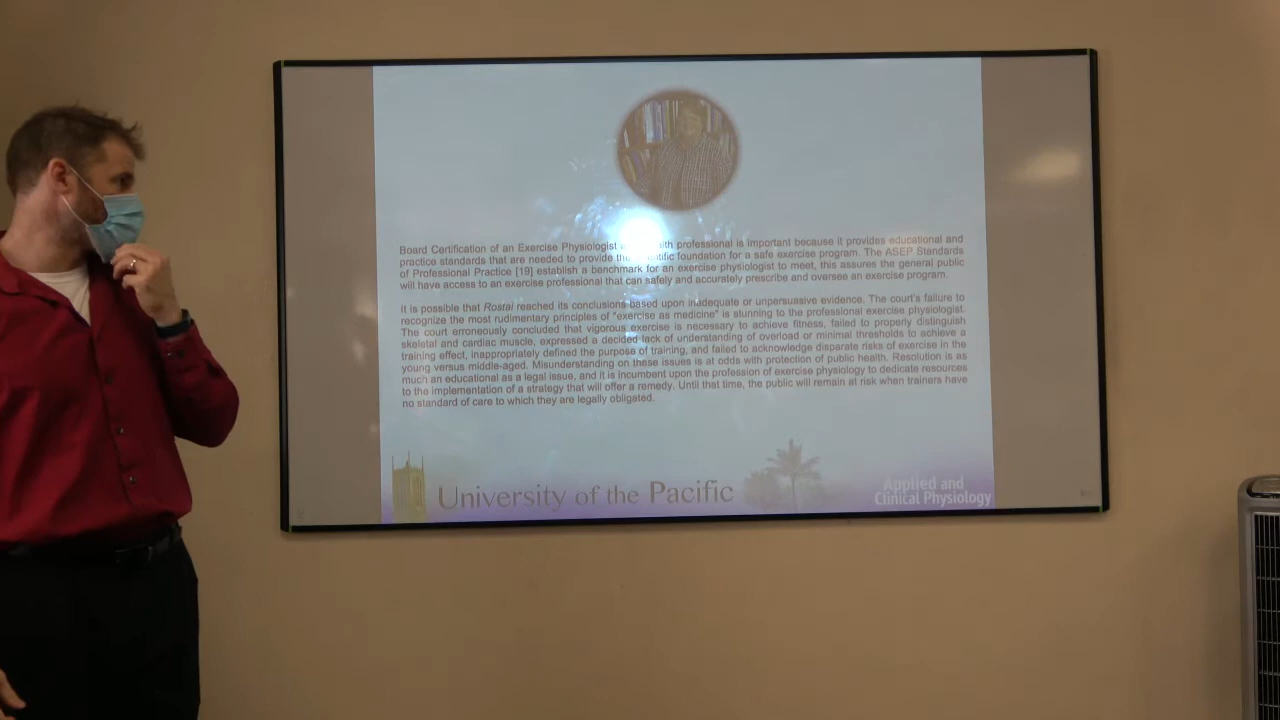 Board Certification of an Exercise Physiologist professional is important because it provides educational and
practice standards that are needed to provide the foundation for a safe exercise program. The ASEP Standards
of Professional Practice [19] establish a benchmark for an exercise physiologist to meet, this assures the general public
will have access to an exercise professional that can safely and accurately prescribe and oversee an exercise program.
It is possible that Rostai reached its conclusions based upon inadequate or unpersuasive evidence. The court's failure to
recognize the most rudimentary principles of "exercise as medicine" is stunning to the professional exercise physiologist.
The court erroneously concluded that vigorous exercise is necessary to achieve fitness, failed to properly distinguish
skeletal and cardiac muscle, expressed a decided lack of understanding of overload or minimal thresholds to achieve a
training effect, inappropriately defined the purpose of training, and failed to acknowledge disparate risks of exercise in the
young versus middle-aged. Misunderstanding on these issues is at odds with protection of public health. Resolution is as
much an educational as a legal issue, and it is incumbent upon the profession of exercise physiology to dedicate resources
to the implementation of a strategy that will offer a remedy. Until that time, the public will remain at risk when trainers have
no standard of care to which they are legally obligated.
University of the Pacific
Applied and
Clinical Physiology